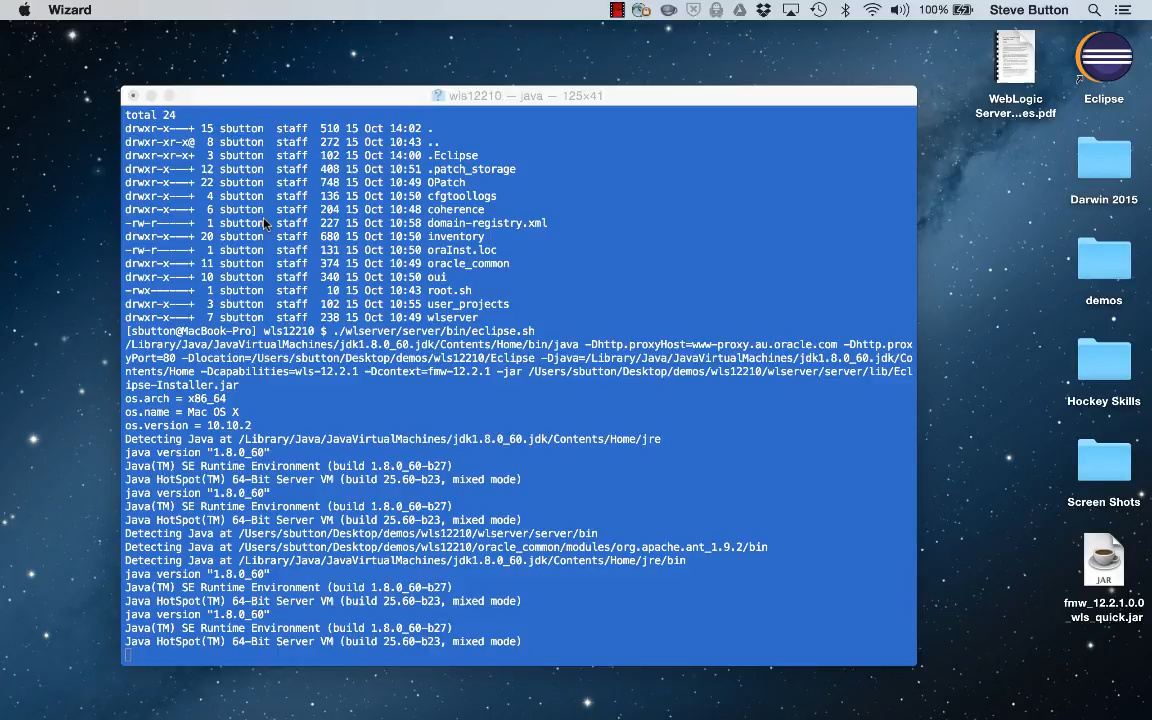 Wizard
100%
Steve Button
wls12210 — java — 125×41
total 24
drwxr-x---+ 15 sbutton staff 510 15 Oct 14:02 .
drwxr-xr-x@ 8 sbutton staff 272 15 Oct 10:43 ..
drwxr-xr-x+ 3 sbutton staff 102 15 Oct 14:00 .Eclipse
drwxr-x---+ 12 sbutton staff 408 15 Oct 10:51 .patch_storage
drwxr-x---+ 22 sbutton staff 748 15 Oct 10:49 OPatch
drwxr-x---+ 4 sbutton staff 136 15 Oct 10:50 cfgtoollogs
drwxr-x---+ 6 sbutton staff 204 15 Oct 10:48 coherence
-rw-r-----+ 1 sbutton staff 227 15 Oct 10:58 domain-registry.xml
drwxr-x---+ 20 sbutton staff 680 15 Oct 10:50 inventory
-rw-r-----+ 1 sbutton staff 131 15 Oct 10:50 oraInst.loc
drwxr-x---+ 11 sbutton staff 374 15 Oct 10:49 oracle_common
drwxr-x---+ 10 sbutton staff 340 15 Oct 10:50 oui
-rwx------+ 1 sbutton staff 10 15 Oct 10:43 root.sh
drwxr-x---+ 3 sbutton staff 102 15 Oct 10:55 user_projects
drwxr-x---+ 7 sbutton staff 238 15 Oct 10:49 wlserver
[sbutton@MacBook-Pro] wls12210 $ ./wlserver/server/bin/eclipse.sh
/Library/Java/JavaVirtualMachines/jdk1.8.0_60.jdk/Contents/Home/bin/java -Dhttp.proxyHost=www-proxy.au.oracle.com -Dhttp.prox
yPort=80 -Dlocation=/Users/sbutton/Desktop/demos/wls12210/Eclipse -Djava=/Library/Java/JavaVirtualMachines/jdk1.8.0_60.jdk/Co
ntents/Home -Dcapabilities=wls-12.2.1 -Dcontext=fmw-12.2.1 -jar /Users/sbutton/Desktop/demos/wls12210/wlserver/server/lib/Ecl
ipse-Installer.jar
os.arch = x86_64
os.name = Mac OS X
os.version = 10.10.2
Detecting Java at /Library/Java/JavaVirtualMachines/jdk1.8.0_60.jdk/Contents/Home/jre
java version "1.8.0_60"
Java(TM) SE Runtime Environment (build 1.8.0_60-b27)
Java HotSpot(TM) 64-Bit Server VM (build 25.60-b23, mixed mode)
java version "1.8.0_60"
Java(TM) SE Runtime Environment (build 1.8.0_60-b27)
Java HotSpot(TM) 64-Bit Server VM (build 25.60-b23, mixed mode)
Detecting Java at /Users/sbutton/Desktop/demos/wls12210/wlserver/server/bin
Detecting Java at /Users/sbutton/Desktop/demos/wls12210/oracle_common/modules/org.apache.ant_1.9.2/bin
Detecting Java at /Library/Java/JavaVirtualMachines/jdk1.8.0_60.jdk/Contents/Home/jre/bin
java version "1.8.0_60"
Java(TM) SE Runtime Environment (build 1.8.0_60-b27)
Java HotSpot(TM) 64-Bit Server VM (build 25.60-b23, mixed mode)
java version "1.8.0_60"
Java(TM) SE Runtime Environment (build 1.8.0_60-b27)
Java HotSpot(TM) 64-Bit Server VM (build 25.60-b23, mixed mode)
WebLogic
Server...es.pdf
Eclipse
Darwin 2015
demos
Hockey Skills
Screen Shots
JAR
fmw_12.2.1.0.0
_wls_quick.jar